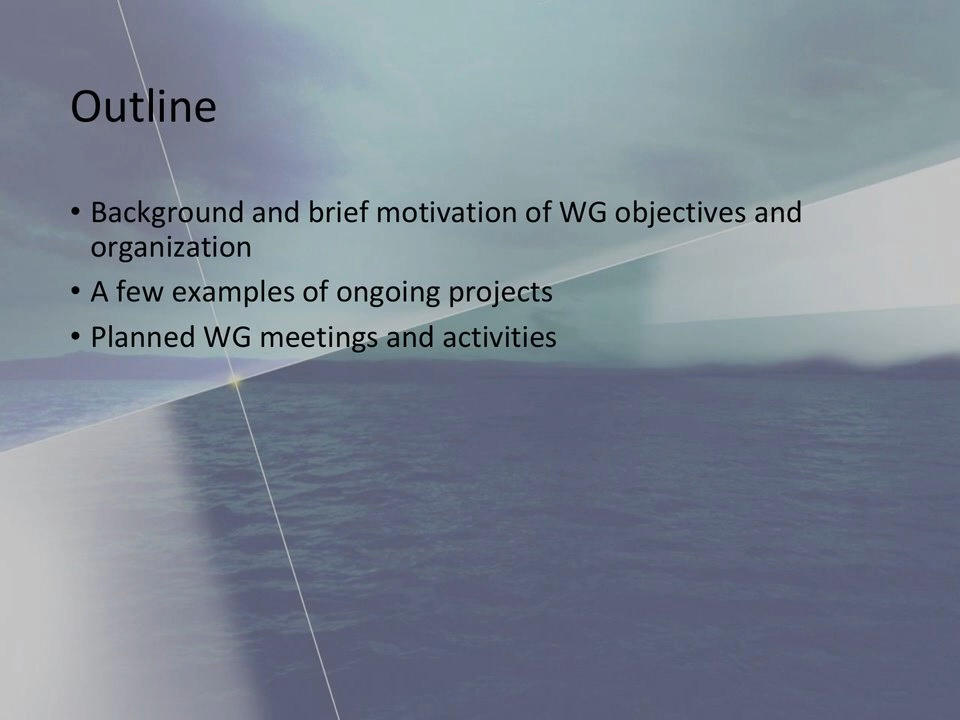 Outline
• Background and brief motivation of WG objectives and
organization
• A few examples of ongoing projects
• Planned WG meetings and activities